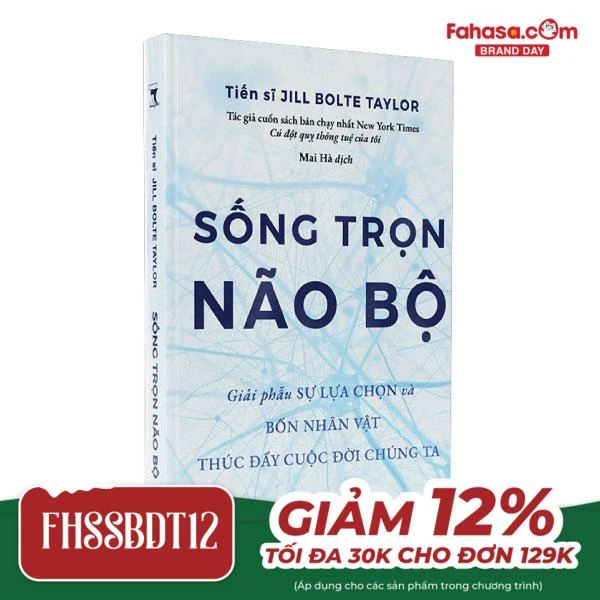 Fahasa.com
BRAND DAY
Tiến sĩ JILL BOLTE TAYLOR
Tác giả cuốn sách bán chạy nhất New York Times
Cú đột quỵ thông tuệ của tôi
Mai Hà dịch
SỐNG TRỌN
NÃO BỘ
Giải phẫu SỰ LỰA CHỌN và
BỐN NHÂN VẬT
THÚC ĐẨY CUỘC ĐỜI CHÚNG TA
Tiến sĩ JILL BOLTE TAYLOR
SỐNG TRỌN NÃO BỘ
FHSSBDT12
GIẢM 12%
TỐI ĐA 30K CHO ĐƠN 129K
(Áp dụng cho các sản phẩm trong chương trình)